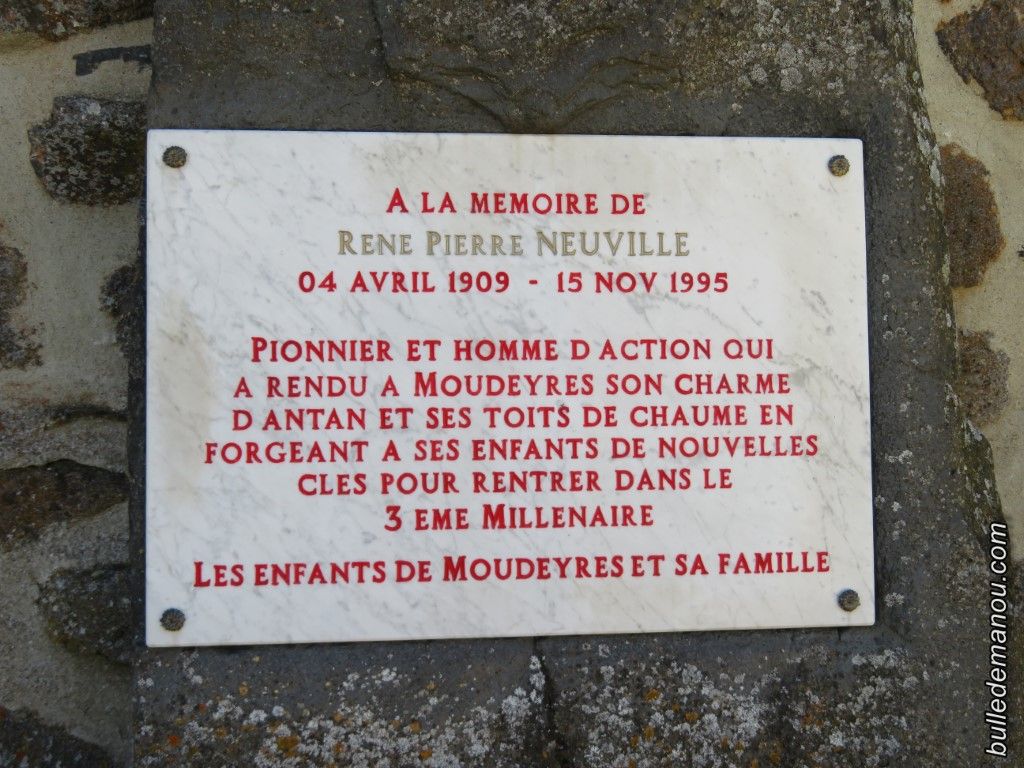 A LA MEMOIRE DE
RENE PIERRE NEUVILLE
04 AVRIL 1909 - 15 NOV 1995
PIONNIER ET HOMME D ACTION QUI
A RENDU A MOUDEYRES SON CHARME
D ANTAN ET SES TOITS DE CHAUME EN
FORGEANT A SES ENFANTS DE NOUVELLES
CLES POUR RENTRER DANS LE
3 EME MILLENAIRE
LES ENFANTS DE MOUDEYRES ET SA FAMILLE
bulledemanou.com